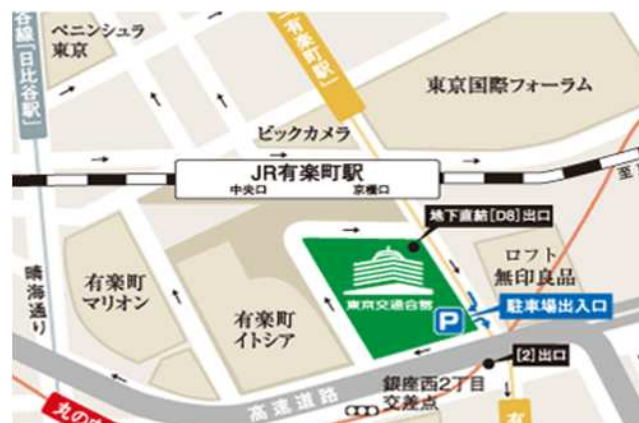 ペニンシュラ
東京
谷線「日比谷駅」
有楽町駅」
東京国際フォーラム
ビックカメラ
JR有楽町駅
中央口
京橋口
至
地下直結[D8]出口
ロフト
無印良品
晴海通り
有楽町
マリオン
有楽町
イトシア
東京交通会館
P
駐車場出入口
[2]出口
銀座西2丁目
交差点
高速道路
丸の
有